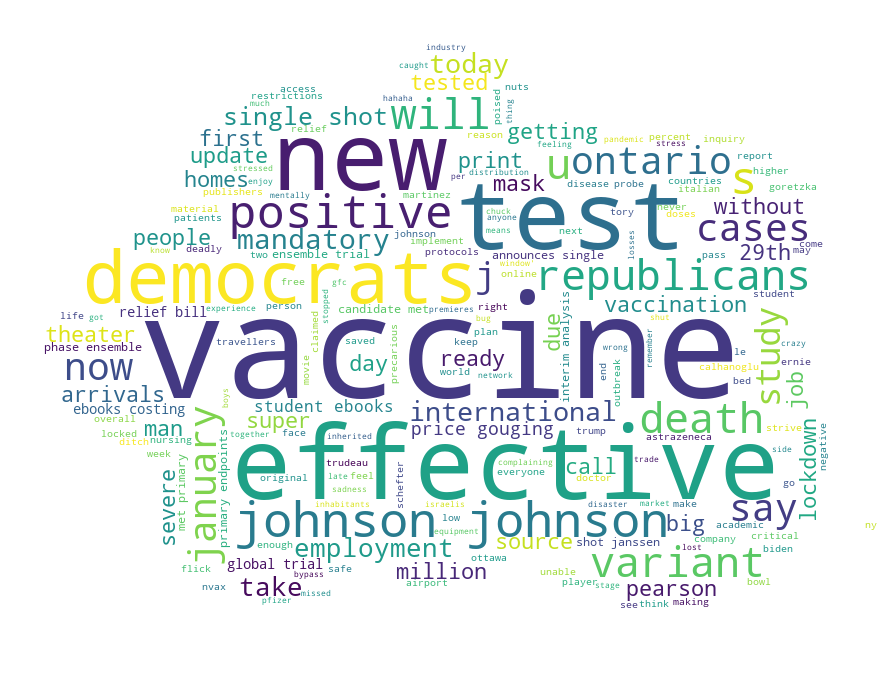 industry
caught
today
hahaha
tested
nuts
access
restrictions
much
poised
thing
single shot
will
getting
first
relief
reason
pandemic
percent
inquiry
stress
feeling
update
new
print
u
ontario
report
stressed
enjoy
per
distribution
homes
mentally
martinez
mask
disease probe
countries
italian
higher
goretzka
s
publishers
material
patients
positive
test
chuck
anyone
means
next
tory
never
doses
without
cases
people
deadly
mandatory
johnson
implement
protocols
announces single
losses
pass
29th
may
come
know
two
ensemble trial
democrats
free
gfc
window
online
j
republicans
student
experience
person
candidate met
premieres
right
bug
vaccination
life
got
relief bill
stopped
claimed
theater
vaccine
travellers
saved
keep
plan
due
interim analysis
wrong
remember
shut
le
crazy
phase ensemble
movie
precarious
ready
world
network
end
outbreak
calhanoglu
bed
ernie
study
now
day
job
arrivals
boys
ebooks costing
student ebooks
international
death
overall
man
super
price gouging
trump
astrazeneca
strive
lockdown
locked
ditch
nursing
together
face
inherited
effective
complaining
everyone
call
doctor
trade
side
negative
week
january
trudeau
severe
met primary
primary endpoints
original
late
feel
sadness
schefter
go
inhabitants
israelis
disaster
market
make
say
johnson johnson
low
equipment
big
academic
critical
ny
enough
employment
source
shot janssen
company
biden
lost
ottawa
variant
flick
global trial
bypass
safe
million
unable
player
stage
bowl
nvax
take
missed
airport
pearson
pfizer
see
think
making